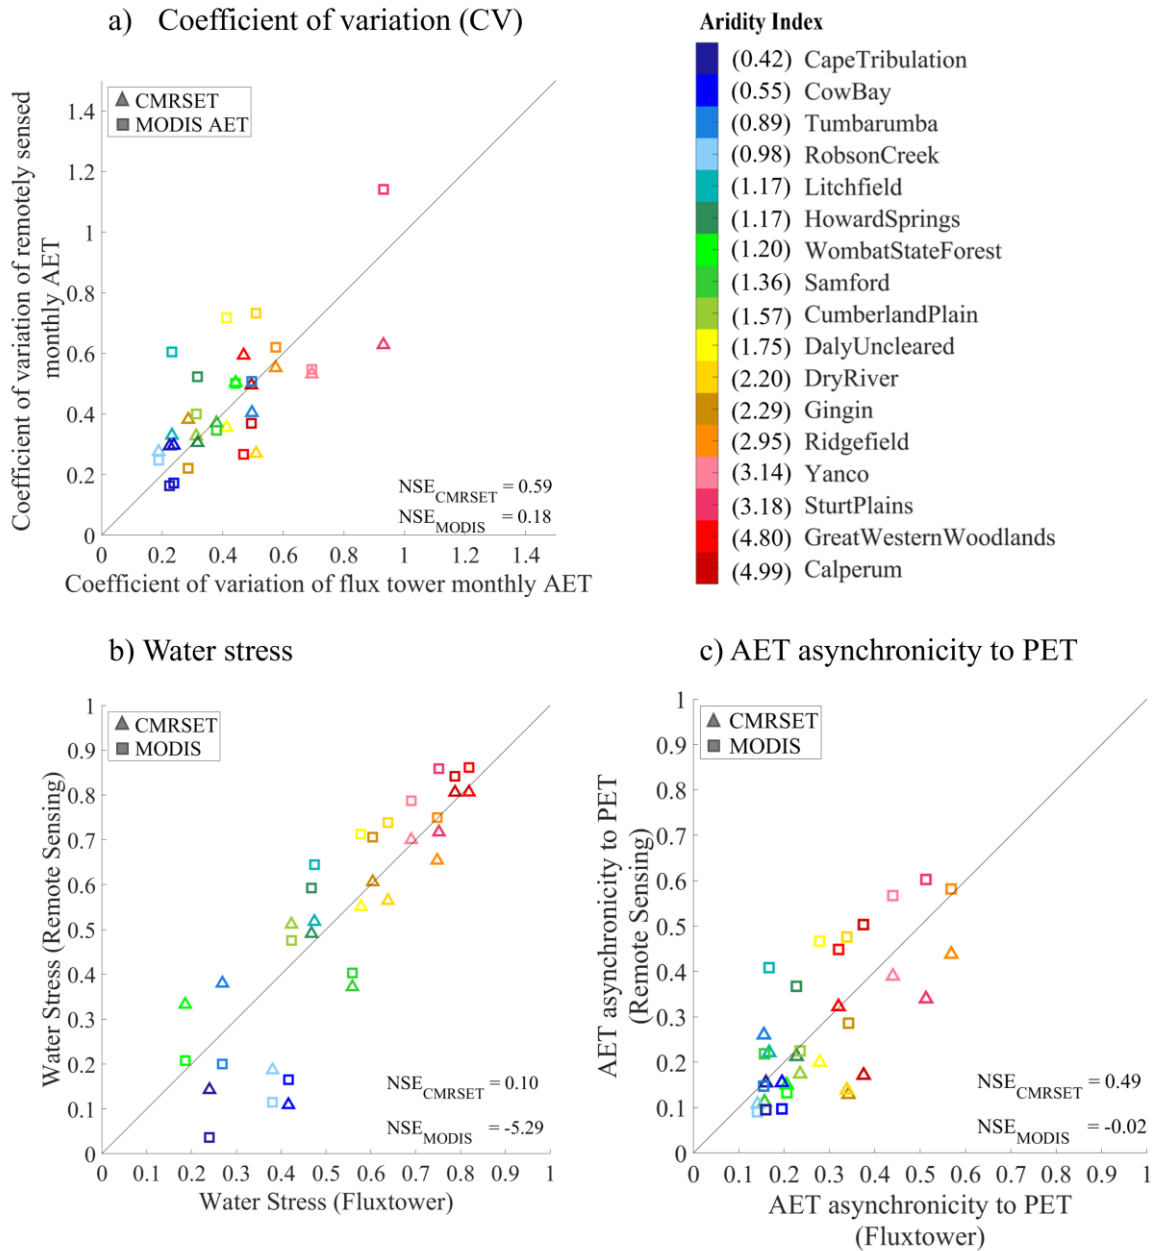 a) Coefficient of variation (CV)
Coefficient of variation of remotely sensed
monthly AET
1.4
1.2
1
0.8
0.6
0.4
0.2
0
CMRSET
MODIS AET
NSE_CMRSET = 0.59
NSE_MODIS = 0.18
0 0.2 0.4 0.6 0.8 1 1.2 1.4
Coefficient of variation of flux tower monthly AET
Aridity Index
(0.42) CapeTribulation
(0.55) CowBay
(0.89) Tumbarumba
(0.98) RobsonCreek
(1.17) Litchfield
(1.17) HowardSprings
(1.20) WombatStateForest
(1.36) Samford
(1.57) CumberlandPlain
(1.75) DalyUncleared
(2.20) DryRiver
(2.29) Gingin
(2.95) Ridgefield
(3.14) Yanco
(3.18) SturtPlains
(4.80) GreatWesternWoodlands
(4.99) Calperum
b) Water stress
Water Stress (Remote Sensing)
1
0.9
0.8
0.7
0.6
0.5
0.4
0.3
0.2
0.1
0
CMRSET
MODIS
NSE_CMRSET = 0.10
NSE_MODIS = -5.29
0 0.1 0.2 0.3 0.4 0.5 0.6 0.7 0.8 0.9 1
Water Stress (Fluxtower)
c) AET asynchronicity to PET
AET asynchronicity to PET
(Remote Sensing)
1
0.9
0.8
0.7
0.6
0.5
0.4
0.3
0.2
0.1
0
CMRSET
MODIS
NSE_CMRSET = 0.49
NSE_MODIS = -0.02
0 0.1 0.2 0.3 0.4 0.5 0.6 0.7 0.8 0.9 1
AET asynchronicity to PET
(Fluxtower)